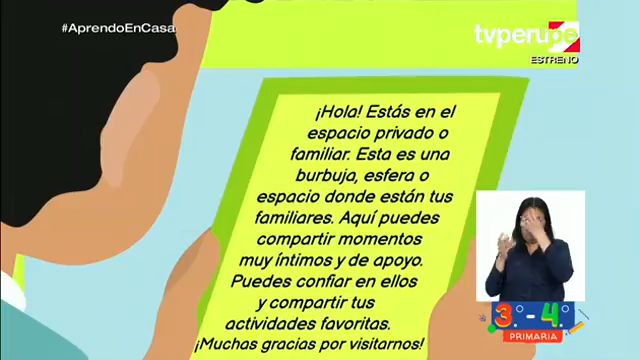 #AprendoEnCasa
tvperu.pe
ESTRENO
¡Hola! Estás en el
espacio privado o
familiar. Esta es una
burbuja, esfera o
espacio donde están tus
familiares. Aquí puedes
compartir momentos
muy íntimos y de apoyo.
Puedes confiar en ellos
y compartir tus
actividades favoritas.
¡Muchas gracias por visitarnos!
3.° - 4.°
PRIMARIA